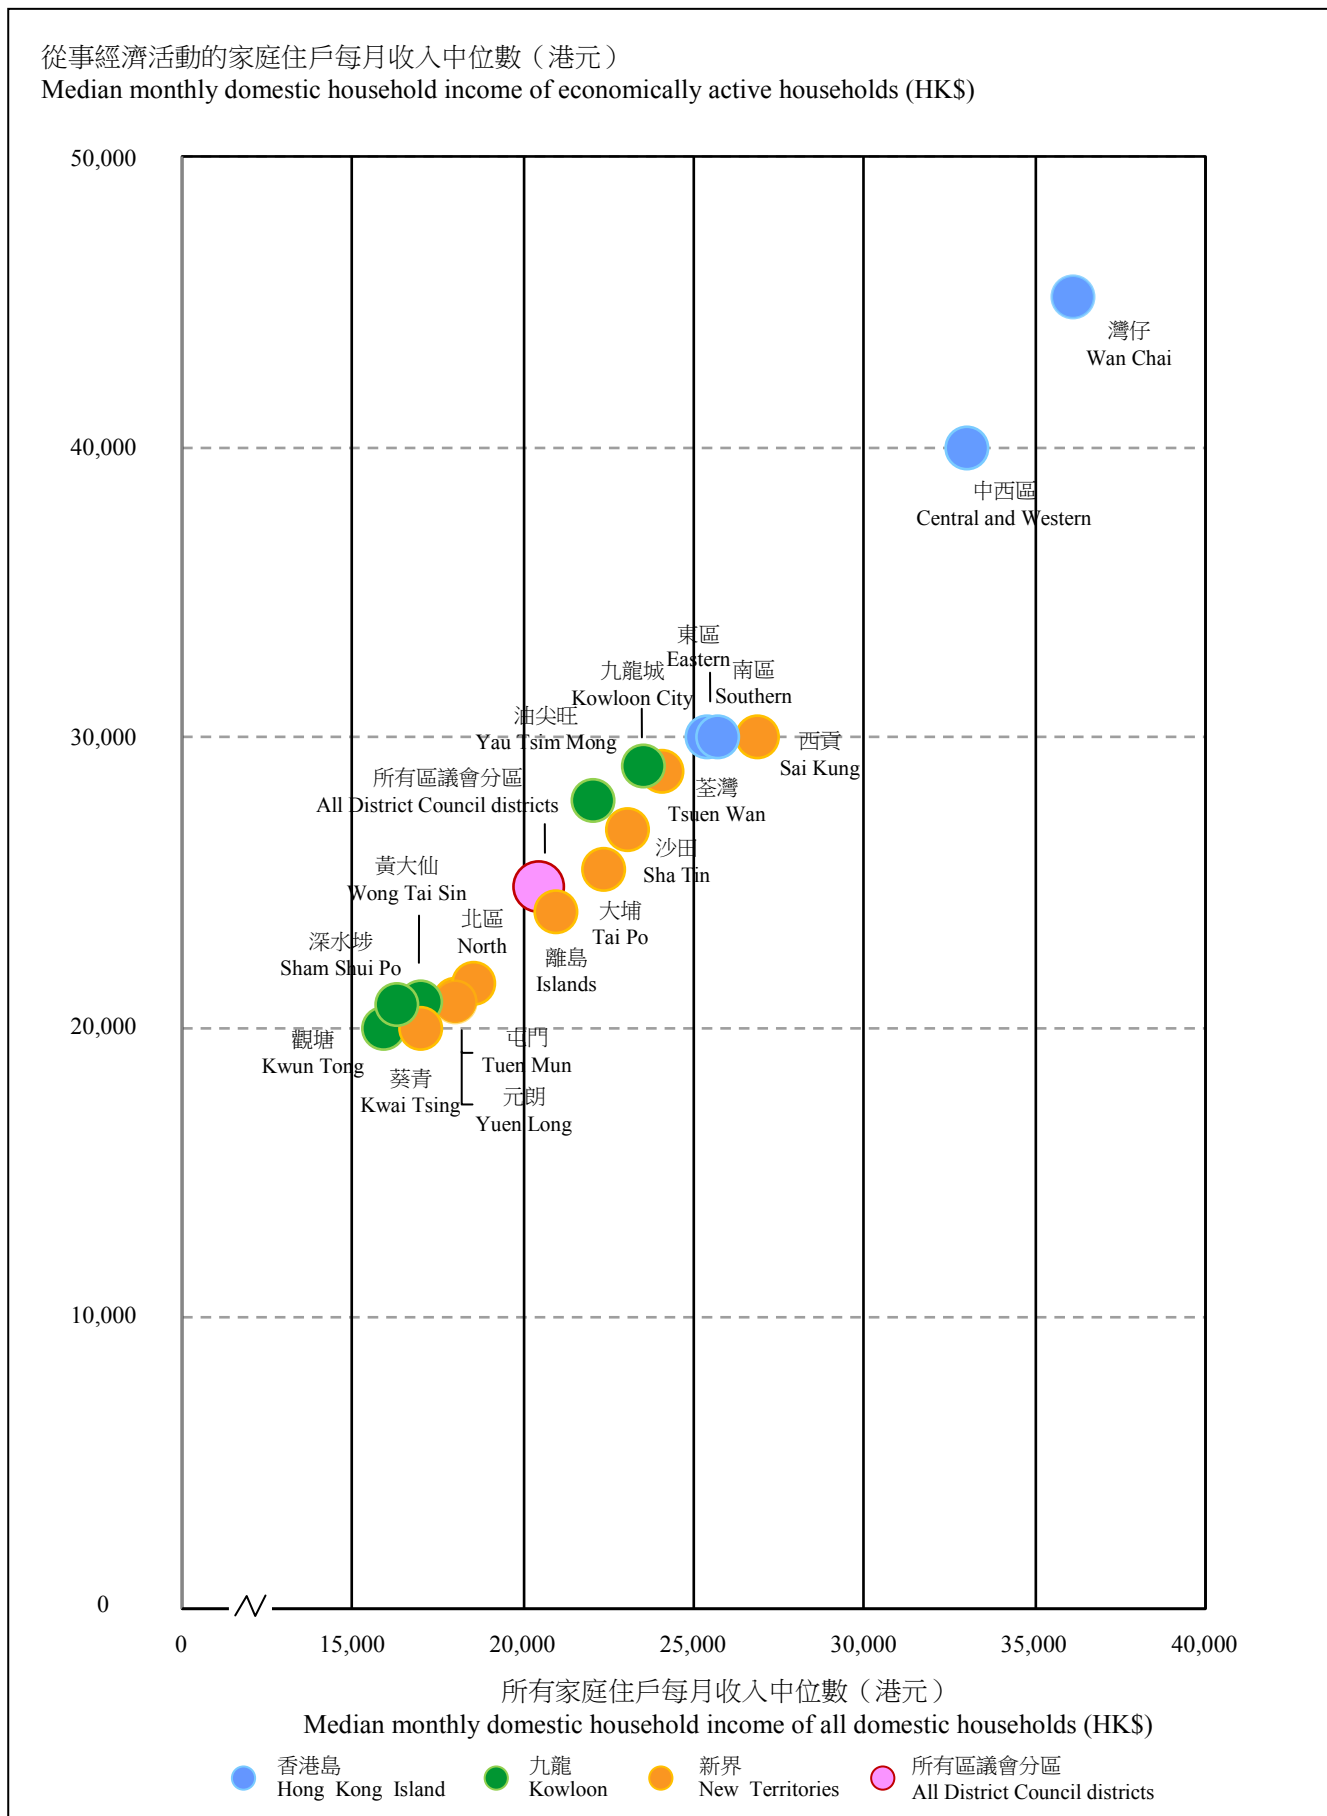 從事經濟活動的家庭住戶每月收入中位數（港元）
Median monthly domestic household income of economically active households (HK$)
50,000
灣仔
Wan Chai
40,000
中西區
Central and Western
東區
Eastern
南區
Southern
九龍城
Kowloon City
油尖旺
Yau Tsim Mong
30,000
西貢
Sai Kung
所有區議會分區
All District Council districts
荃灣
Tsuen Wan
沙田
Sha Tin
黃大仙
Wong Tai Sin
大埔
Tai Po
北區
North
深水埗
Sham Shui Po
離島
Islands
20,000
觀塘
Kwun Tong
屯門
Tuen Mun
葵青
Kwai Tsing
元朗
Yuen Long
10,000
0
0 15,000 20,000 25,000 30,000 35,000 40,000
所有家庭住戶每月收入中位數（港元）
Median monthly domestic household income of all domestic households (HK$)
香港島
Hong Kong Island
九龍
Kowloon
新界
New Territories
所有區議會分區
All District Council districts